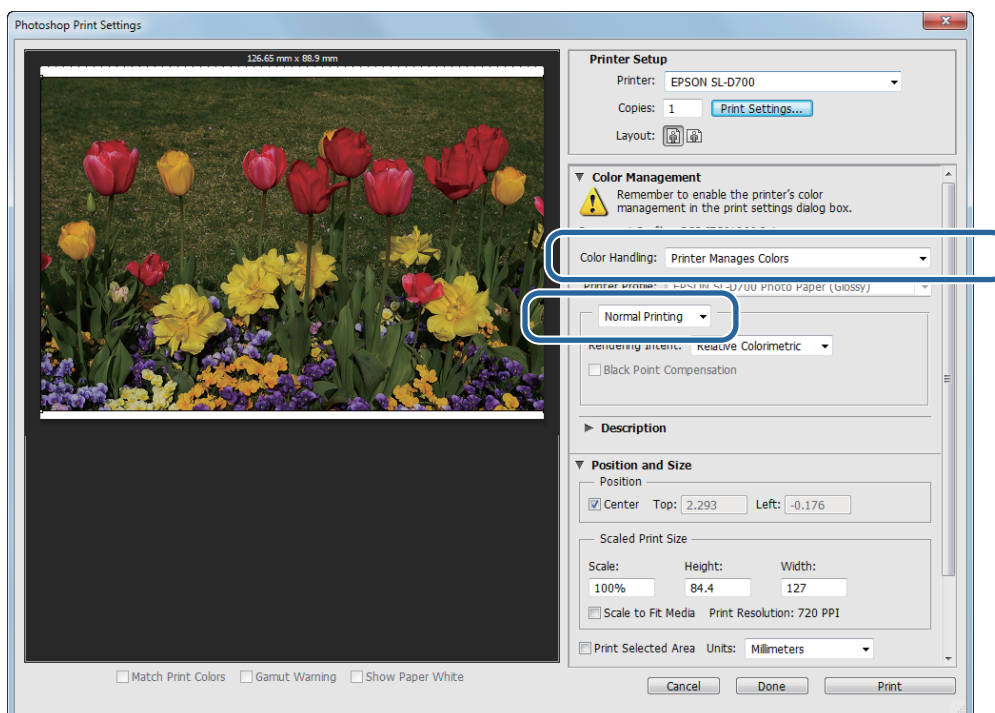 Photoshop Print Settings
126.65 mm x 88.9 mm
Printer Setup
Printer: EPSON SL-D700
Copies: 1 Print Settings...
Layout:
Color Management
Remember to enable the printer's color
management in the print settings dialog box.
Color Handling: Printer Manages Colors
Printer Profile: EPSON SL-D700 Photo Paper (Glossy)
Normal Printing
Rendering Intent: Relative Colorimetric
Black Point Compensation
Description
Position and Size
Position
Center Top: 2.293 Left: -0.176
Scaled Print Size
Scale: Height: Width:
100% 84.4 127
Scale to Fit Media Print Resolution: 720 PPI
Print Selected Area Units: Millimeters
Match Print Colors Gamut Warning Show Paper White
Cancel Done Print